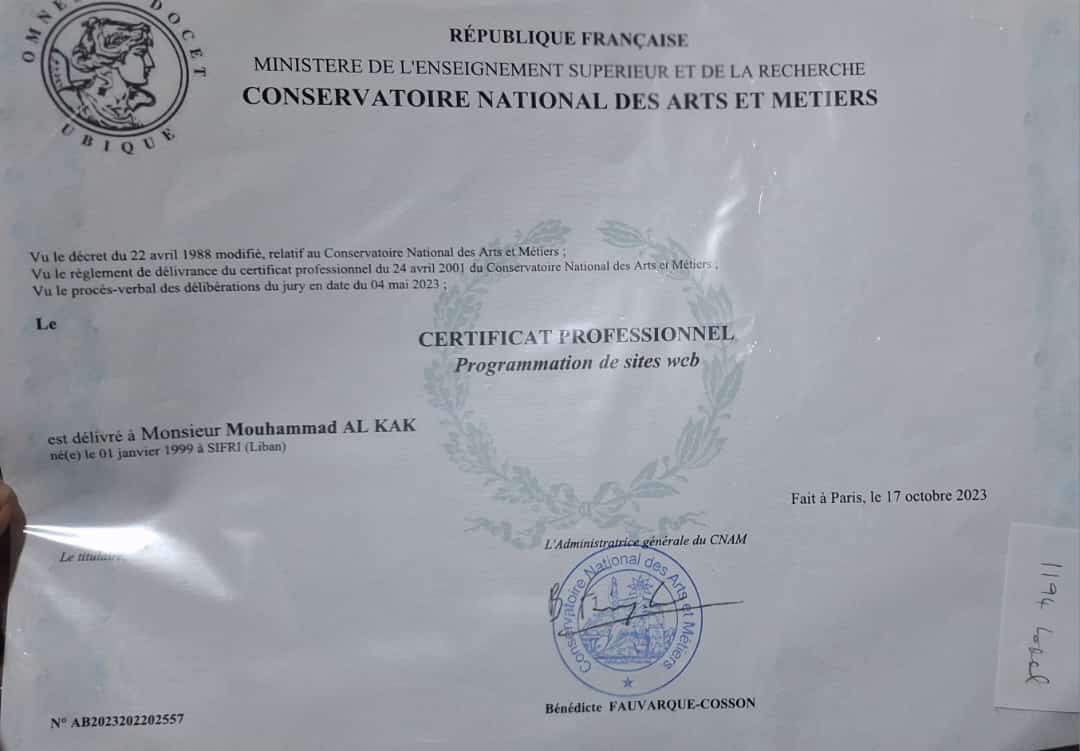 OMNES DOCET UBIQUE
RÉPUBLIQUE FRANÇAISE
MINISTERE DE L'ENSEIGNEMENT SUPERIEUR ET DE LA RECHERCHE
CONSERVATOIRE NATIONAL DES ARTS ET METIERS
Vu le décret du 22 avril 1988 modifié, relatif au Conservatoire National des Arts et Métiers ;
Vu le règlement de délivrance du certificat professionnel du 24 avril 2001 du Conservatoire National des Arts et Métiers ;
Vu le procès-verbal des délibérations du jury en date du 04 mai 2023 ;
Le
CERTIFICAT PROFESSIONNEL
Programmation de sites web
est délivré à Monsieur Mouhammad AL KAK
né(e) le 01 janvier 1999 à SIFRI (Liban)
Fait à Paris, le 17 octobre 2023
Le titulaire
L'Administratrice générale du CNAM
Conservatoire National des Arts et Métiers
Bénédicte FAUVARQUE-COSSON
N° AB2023202202557
1194